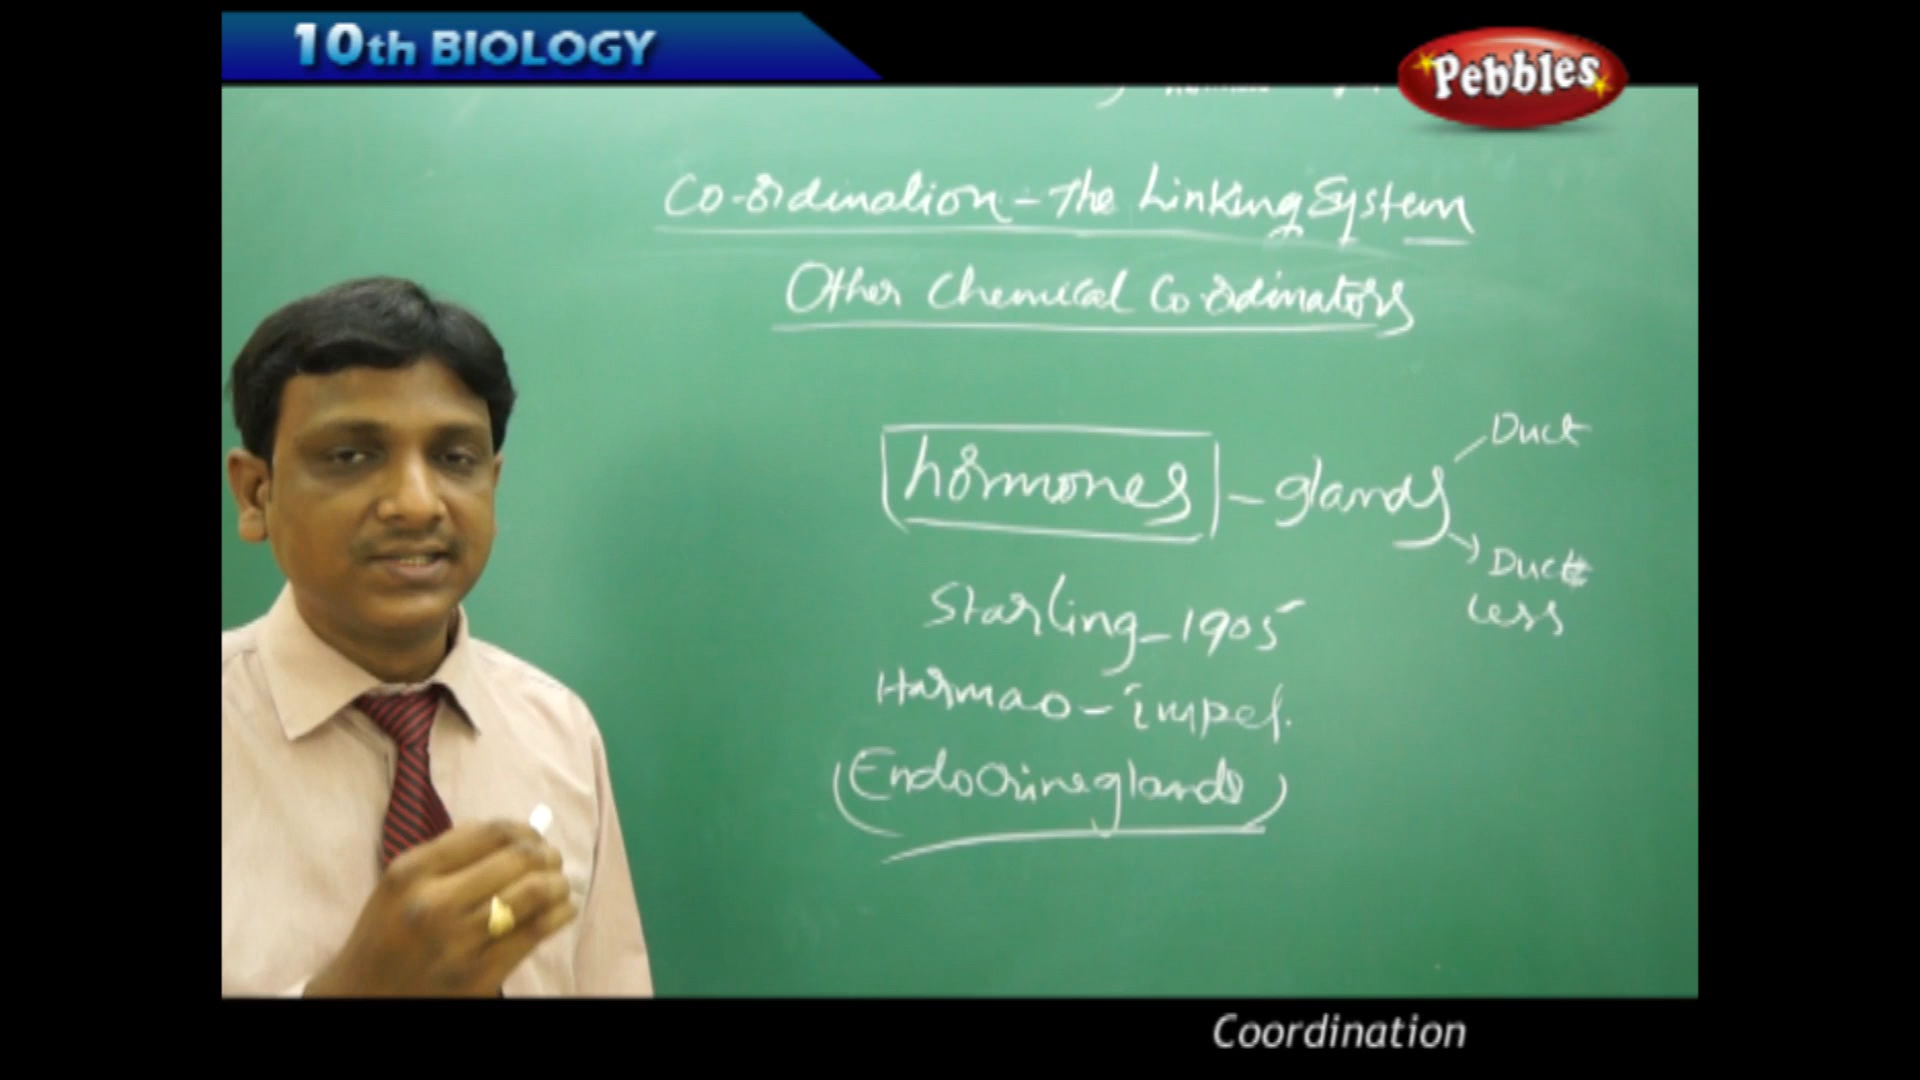 10th BIOLOGY
Pebbles
Co-ordination - The Linking System
Other Chemical Co-ordinators
hormones - glands
Duct
Duct
less
Starling - 1905
Harmao - impel.
(Endocrine glands)
Coordination